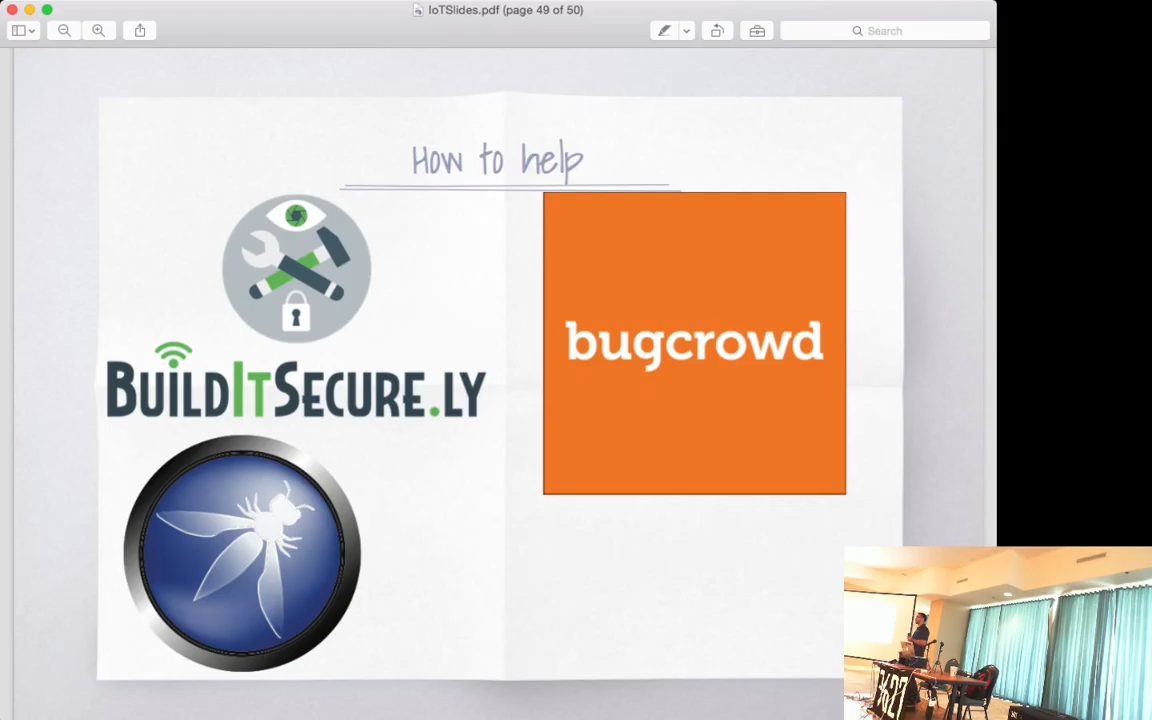 IoTSlides.pdf (page 49 of 50)
Search
How to help
BUILDITSECURE.LY
bugcrowd